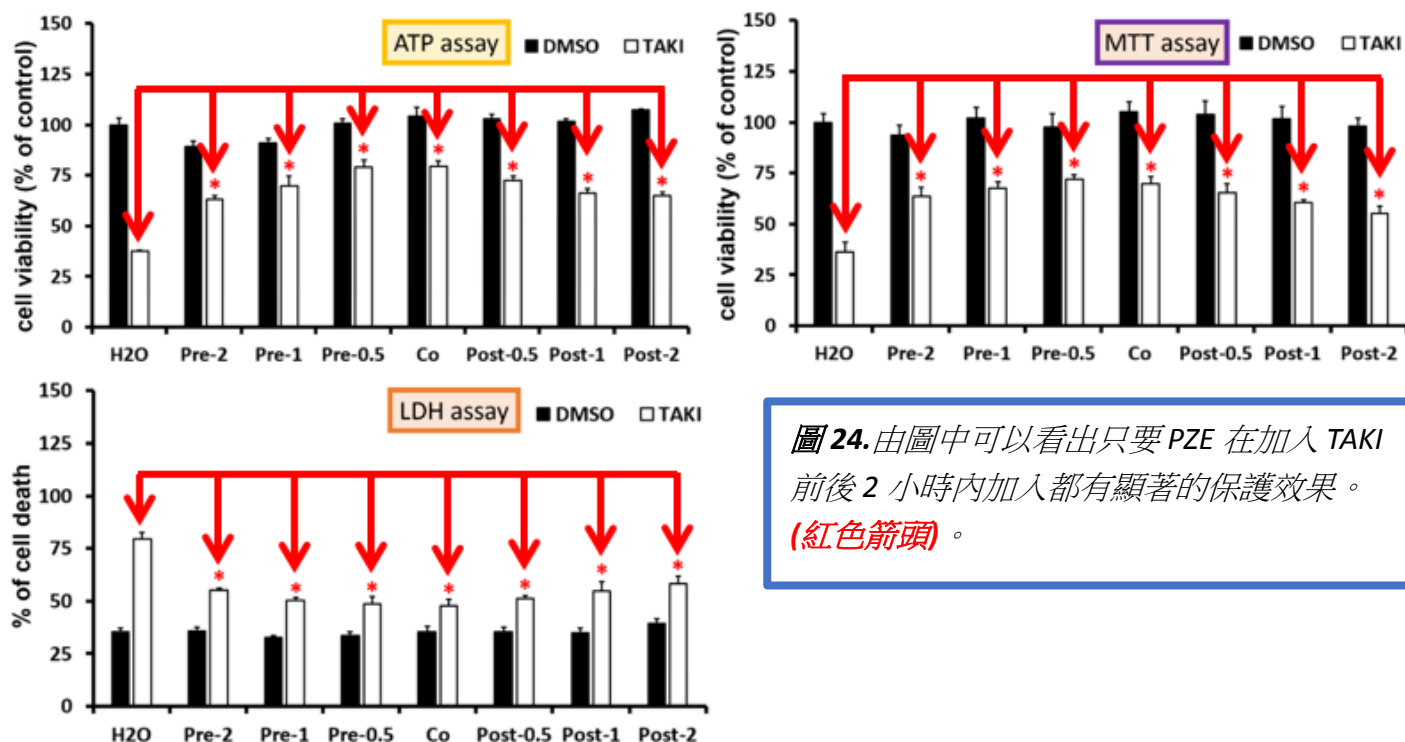 150
125
100
75
50
25
0
cell viability (% of control)
ATP assay
DMSO TAKI
H2O Pre-2 Pre-1 Pre-0.5 Co Post-0.5 Post-1 Post-2
* * * * * * *
150
125
100
75
50
25
0
cell viability (% of control)
MTT assay
DMSO TAKI
H2O Pre-2 Pre-1 Pre-0.5 Co Post-0.5 Post-1 Post-2
* * * * * * *
150
125
100
75
50
25
0
% of cell death
LDH assay
DMSO TAKI
H2O Pre-2 Pre-1 Pre-0.5 Co Post-0.5 Post-1 Post-2
* * * * * * *
圖 24.由圖中可以看出只要 PZE 在加入 TAKI
前後 2 小時內加入都有顯著的保護效果。
(紅色箭頭)。